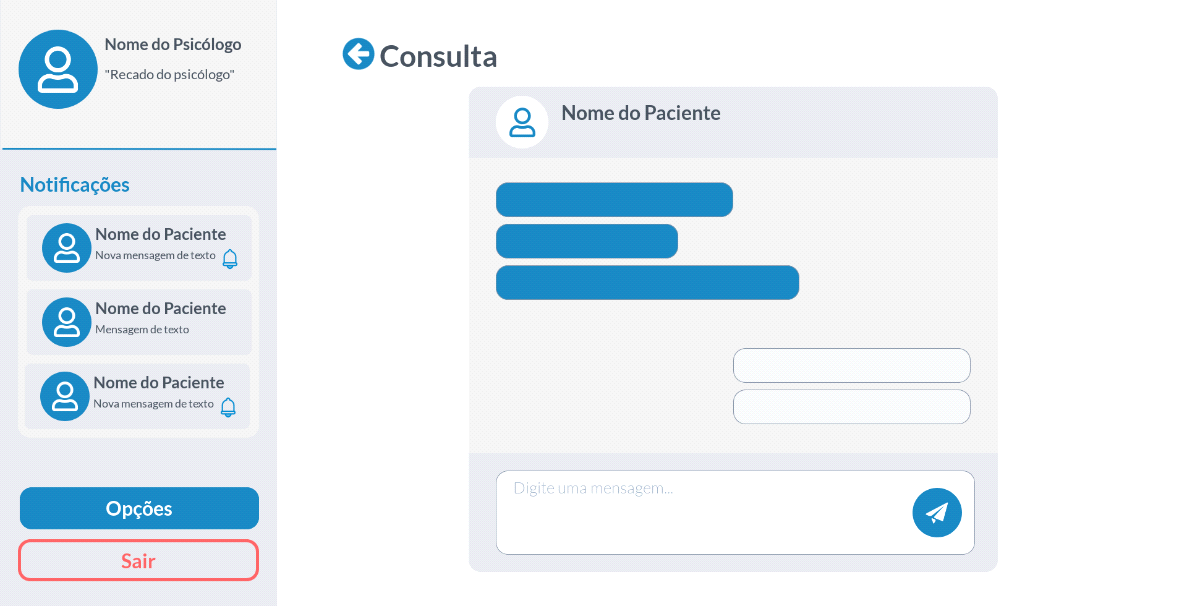 Nome do Psicólogo
"Recado do psicólogo"
Notificações
Nome do Paciente
Nova mensagem de texto
Nome do Paciente
Mensagem de texto
Nome do Paciente
Nova mensagem de texto
Opções
Sair
Consulta
Nome do Paciente
Digite uma mensagem...